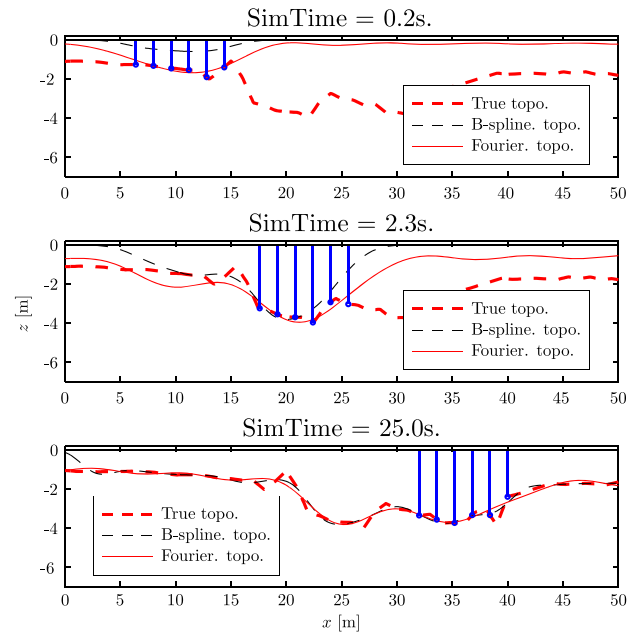 SimTime = 0.2s.
0
-2
-4
-6
True topo.
B-spline. topo.
Fourier. topo.
0 5 10 15 20 25 30 35 40 45 50
SimTime = 2.3s.
0
-2
-4
-6
z [m]
True topo.
B-spline. topo.
Fourier. topo.
0 5 10 15 20 25 30 35 40 45 50
SimTime = 25.0s.
0
-2
-4
-6
True topo.
B-spline. topo.
Fourier. topo.
0 5 10 15 20 25 30 35 40 45 50
x [m]